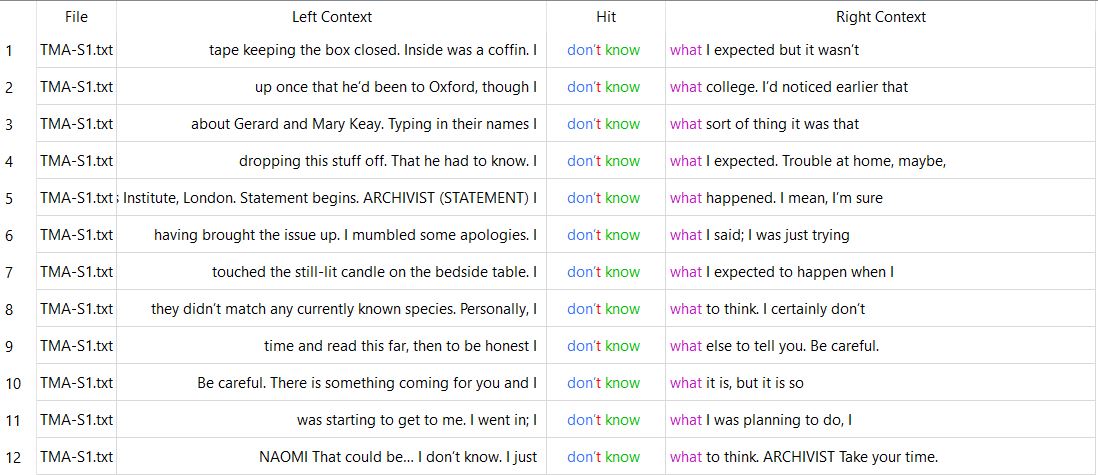 File Left Context Hit Right Context
1 TMA-S1.txt tape keeping the box closed. Inside was a coffin. I don’t know what I expected but it wasn’t
2 TMA-S1.txt up once that he’d been to Oxford, though I don’t know what college. I’d noticed earlier that
3 TMA-S1.txt about Gerard and Mary Keay. Typing in their names I don’t know what sort of thing it was that
4 TMA-S1.txt dropping this stuff off. That he had to know. I don’t know what I expected. Trouble at home, maybe,
5 TMA-S1.txt Institute, London. Statement begins. ARCHIVIST (STATEMENT) I don’t know what happened. I mean, I’m sure
6 TMA-S1.txt having brought the issue up. I mumbled some apologies. I don’t know what I said; I was just trying
7 TMA-S1.txt touched the still-lit candle on the bedside table. I don’t know what I expected to happen when I
8 TMA-S1.txt they didn’t match any currently known species. Personally, I don’t know what to think. I certainly don’t
9 TMA-S1.txt time and read this far, then to be honest I don’t know what else to tell you. Be careful.
10 TMA-S1.txt Be careful. There is something coming for you and I don’t know what it is, but it is so
11 TMA-S1.txt was starting to get to me. I went in; I don’t know what I was planning to do, I
12 TMA-S1.txt NAOMI That could be... I don’t know. I just don’t know what to think. ARCHIVIST Take your time.